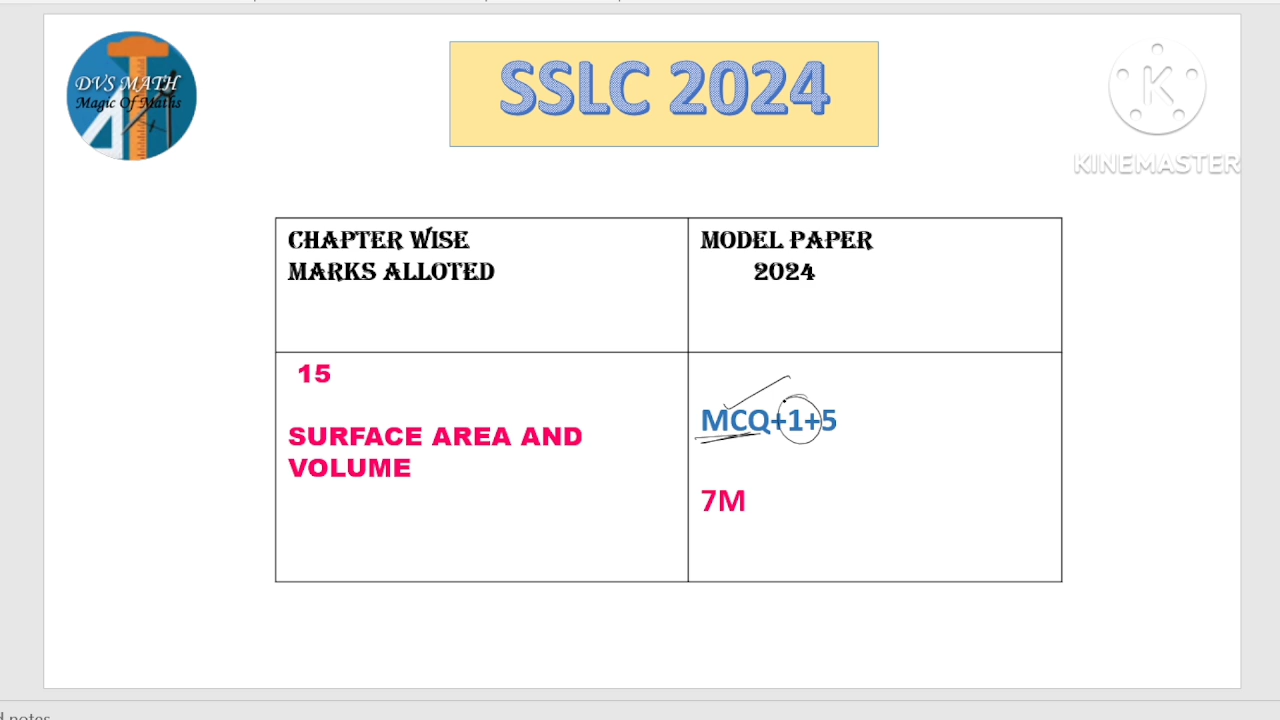 DVS MATH
Magic Of Maths
SSLC 2024
K
KINEMASTER
CHAPTER WISE
MARKS ALLOTED
MODEL PAPER
2024
15
SURFACE AREA AND
VOLUME
MCQ+1+5
7M